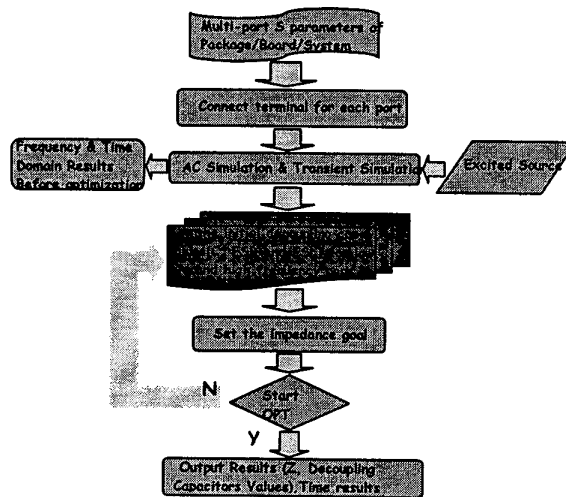 Multi-port S parameters of
Package/Board/System
Connect terminal for each port
Frequency & Time
Domain Results
Before optimization
AC Simulation & Transient Simulation
Excited Source
Set the impedance goal
N
Start
OPT
Y
Output Results (Z, Decoupling
Capacitors Values),Time results